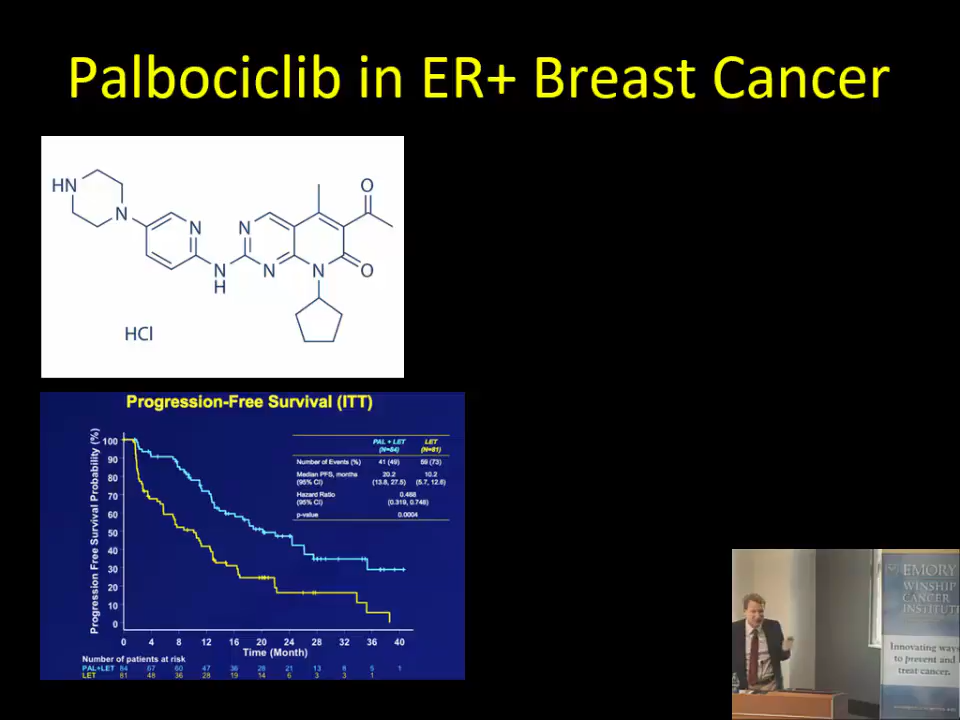 Palbociclib in ER+ Breast Cancer
HN
N
N
N
H
N
N
N
O
O
HCl
Progression-Free Survival (ITT)
Progression Free Survival Probability (%)
100
90
80
70
60
50
40
30
20
10
0
PAL + LET LET
(N=84) (N=81)
Number of Events (%) 41 (49) 59 (73)
Median PFS, months 20.2 10.2
(95% CI) (13.8, 27.5) (5.7, 12.6)
Hazard Ratio 0.488
(95% CI) (0.319, 0.748)
p-value 0.0004
0 4 8 12 16 20 24 28 32 36 40
Time (Month)
Number of patients at risk
PAL+LET 84 67 60 47 36 28 21 13 8 5 1
LET 81 48 36 28 19 14 6 3 3 1
EMORY
WINSHIP
CANCER
INSTITUTE
Innovating ways
to prevent and
treat cancer.